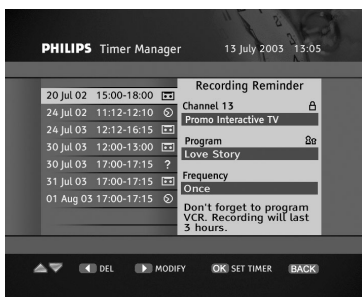 PHILIPS Timer Manager 13 July 2003 13:05
Recording Reminder
20 Jul 02 15:00-18:00
24 Jul 02 11:12-12:10
24 Jul 03 12:12-16:15
30 Jul 03 12:00-13:00
30 Jul 03 17:00-17:15 ?
31 Jul 03 17:00-17:15
01 Aug 03 17:00-17:15
Channel 13
Promo Interactive TV
Program
Love Story
Frequency
Once
Don't forget to program
VCR. Recording will last
3 hours.
DEL MODIFY OK SET TIMER BACK